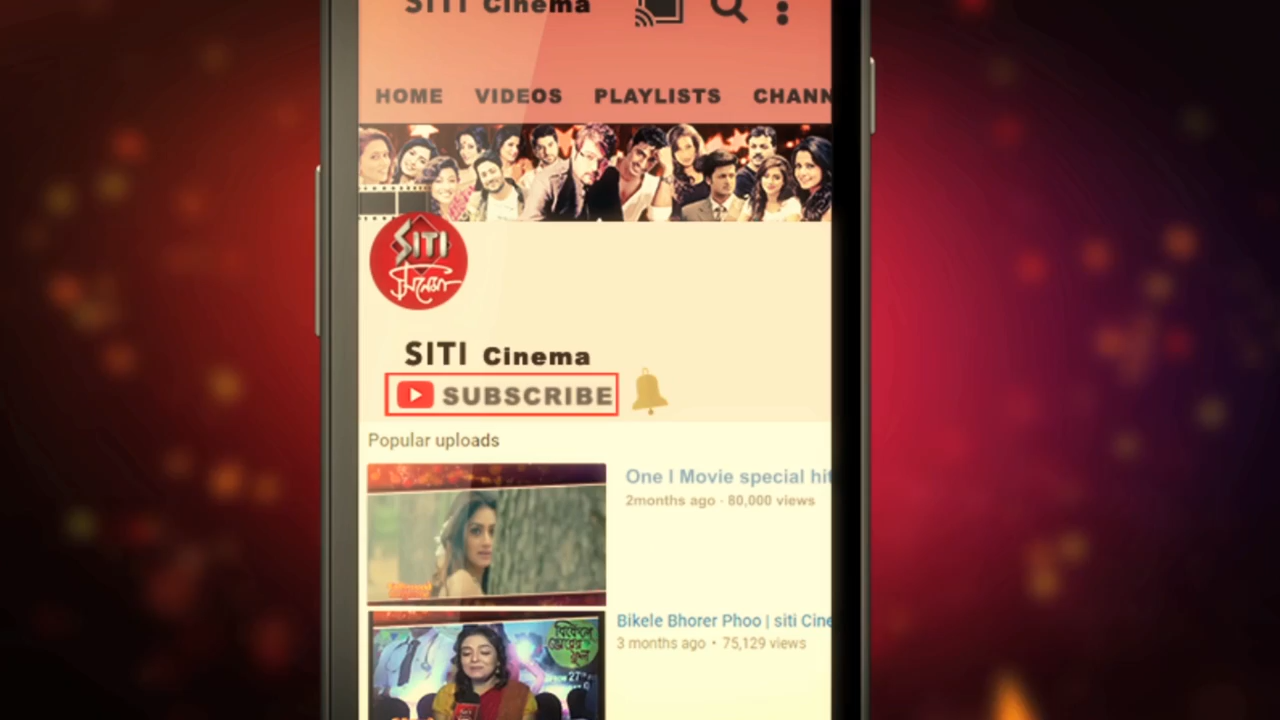 SITI Cinema
HOME VIDEOS PLAYLISTS CHANN
SITI
সিনেমা
SITI Cinema
SUBSCRIBE
Popular uploads
One I Movie special hit
2months ago · 80,000 views
Bikele Bhorer Phoo | siti Cine
3 months ago · 75,129 views
বিকেলে
ভোরের
ফুল